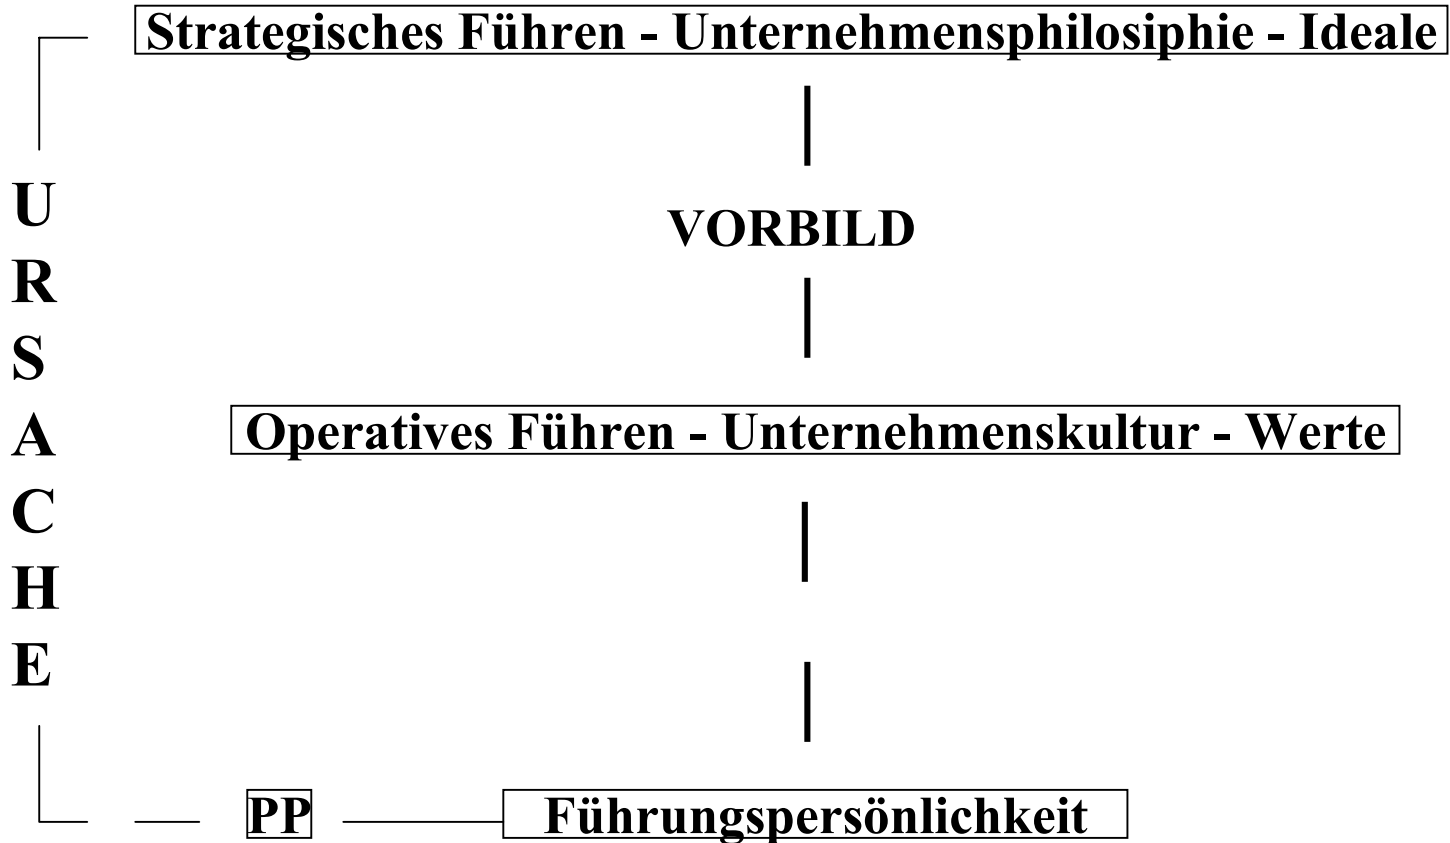 Strategisches Führen - Unternehmensphilosiphie - Ideale
U
R
S
A
C
H
E
VORBILD
Operatives Führen - Unternehmenskultur - Werte
PP
Führungspersönlichkeit